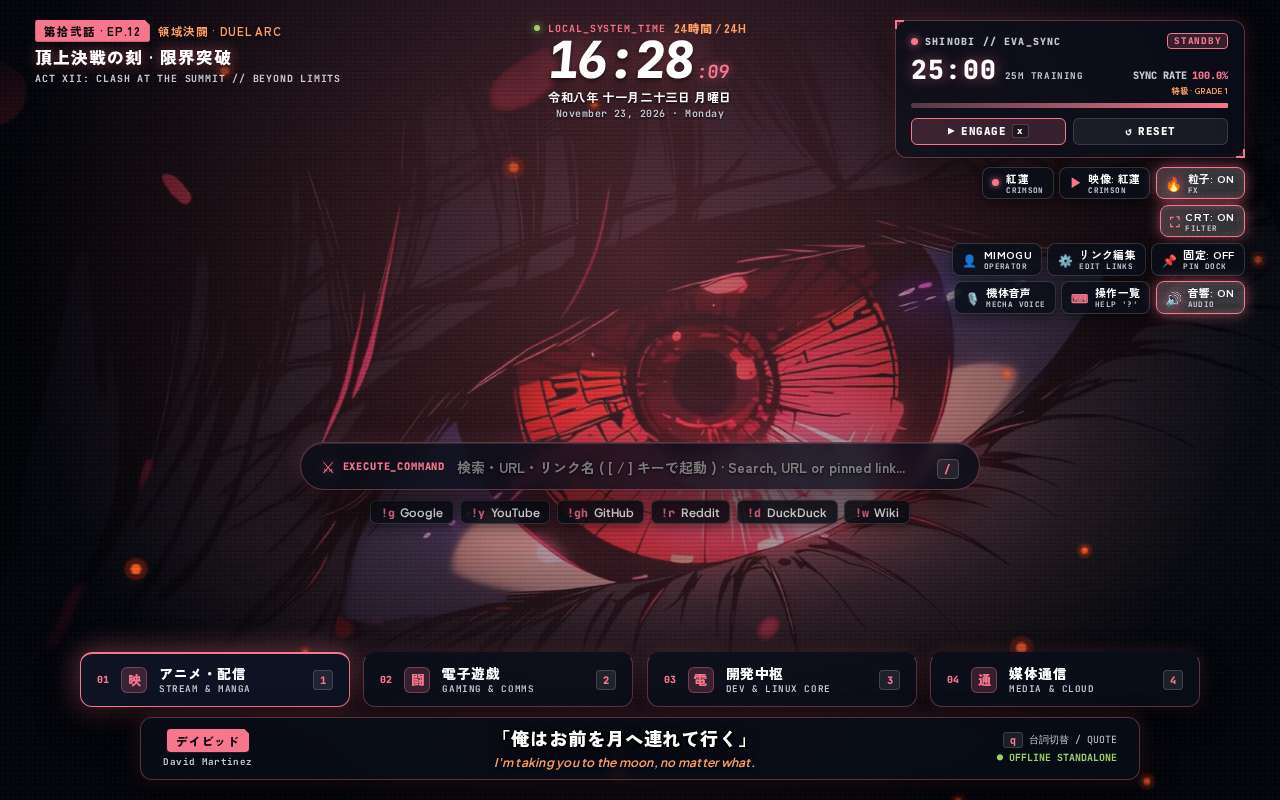 第拾弐話 · EP.12 領域決闘 · DUEL ARC
頂上決戦の刻 · 限界突破
ACT XII: CLASH AT THE SUMMIT // BEYOND LIMITS
LOCAL_SYSTEM_TIME 24時間 / 24H
16:28:09
令和八年 十一月二十三日 月曜日
November 23, 2026 · Monday
SHINOBI // EVA_SYNC STANDBY
25:00 25M TRAINING SYNC RATE 100.0%
特級 · GRADE 1
▶ ENGAGE x
↺ RESET
紅蓮
CRIMSON
▶ 映像: 紅蓮
CRIMSON
粒子: ON
FX
CRT: ON
FILTER
MIMOGU
OPERATOR
リンク編集
EDIT LINKS
固定: OFF
PIN DOCK
機体音声
MECHA VOICE
操作一覧
HELP '?'
音響: ON
AUDIO
EXECUTE_COMMAND 検索・URL・リンク名 ( [ / ] キーで起動 ) · Search, URL or pinned link... /
!g Google !y YouTube !gh GitHub !r Reddit !d DuckDuck !w Wiki
01 映 アニメ・配信 1
STREAM & MANGA
02 闘 電子遊戯 2
GAMING & COMMS
03 電 開発中枢 3
DEV & LINUX CORE
04 通 媒体通信 4
MEDIA & CLOUD
デイビッド
David Martinez
「俺はお前を月へ連れて行く」
I'm taking you to the moon, no matter what.
q 台詞切替 / QUOTE
OFFLINE STANDALONE